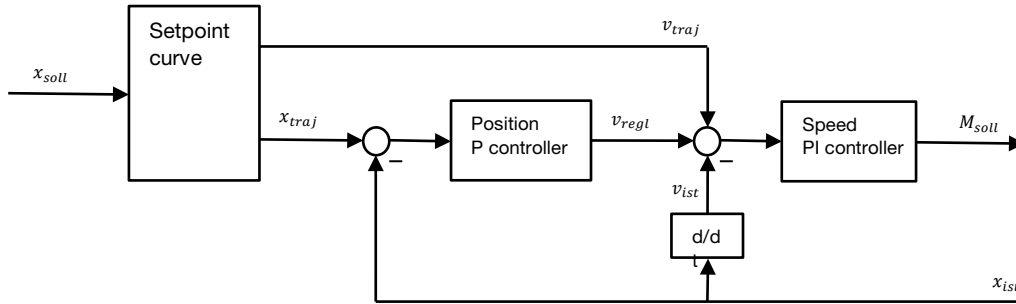 Setpoint
curve
v_traj
x_soll
x_traj
Position
P controller
v_regl
Speed
PI controller
M_soll
−
−
v_ist
d/d
t
x_ist